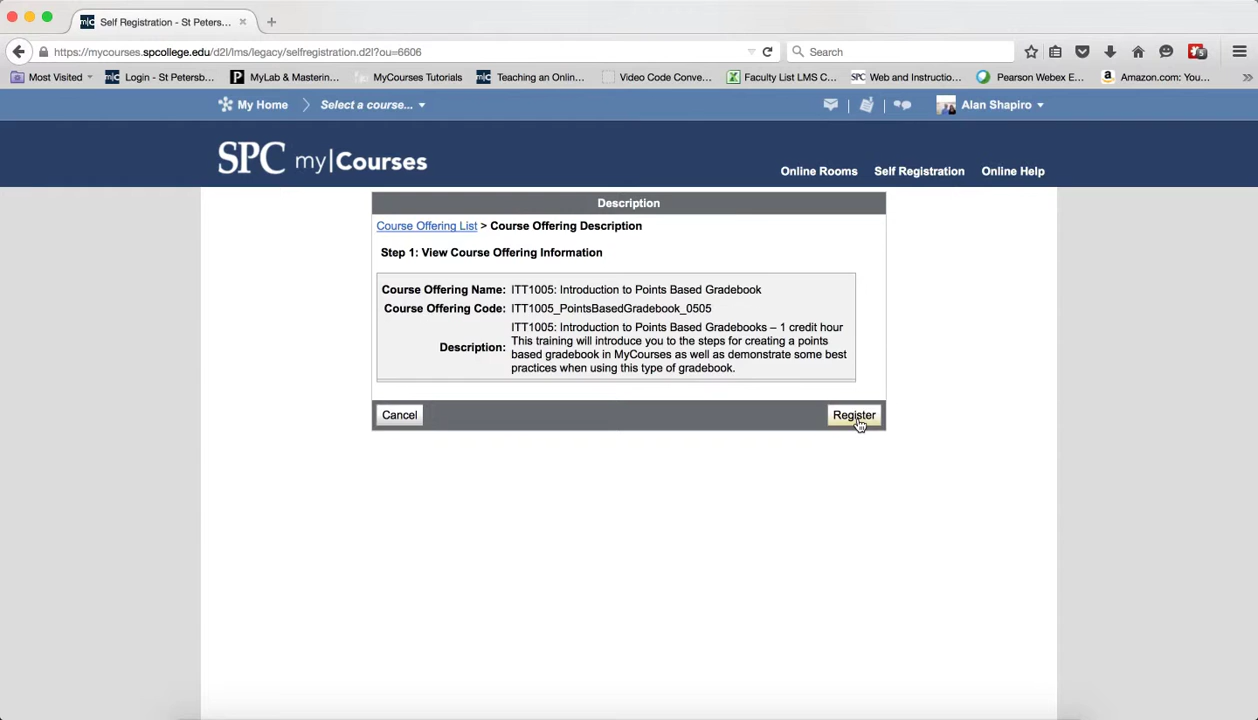 Self Registration - St Peters...
https://mycourses.spcollege.edu/d2l/lms/legacy/selfregistration.d2l?ou=6606
Search
5
Most Visited
m|c Login - St Petersb...
P MyLab & Mastering...
MyCourses Tutorials
m|c Teaching an Onlin...
Video Code Conve...
Faculty List LMS C...
SPC Web and Instructio...
Pearson Webex E...
a Amazon.com: You...
My Home
Select a course...
Alan Shapiro
SPC my|Courses
Online Rooms
Self Registration
Online Help
Description
Course Offering List > Course Offering Description
Step 1: View Course Offering Information
Course Offering Name: ITT1005: Introduction to Points Based Gradebook
Course Offering Code: ITT1005_PointsBasedGradebook_0505
Description: ITT1005: Introduction to Points Based Gradebooks – 1 credit hour
This training will introduce you to the steps for creating a points
based gradebook in MyCourses as well as demonstrate some best
practices when using this type of gradebook.
Cancel
Register